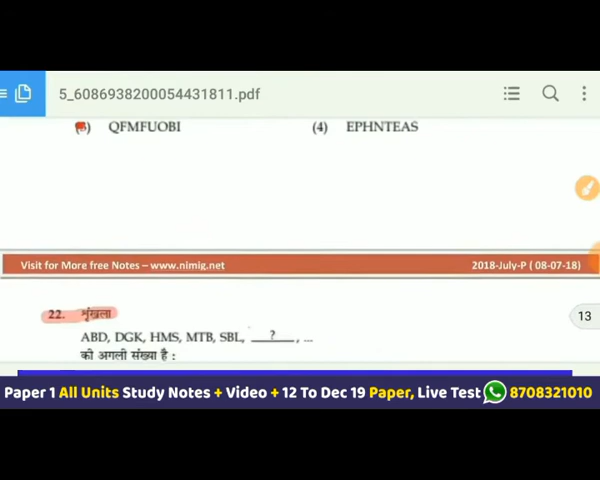 5_6086938200054431811.pdf
(3) QFMFUOBI (4) EPHNTEAS
Visit for More free Notes – www.nimig.net 2018-July-P ( 08-07-18)
13
22. शृंखला
ABD, DGK, HMS, MTB, SBL, ? , ...
की अगली संख्या है :
Paper 1 All Units Study Notes + Video + 12 To Dec 19 Paper, Live Test 8708321010